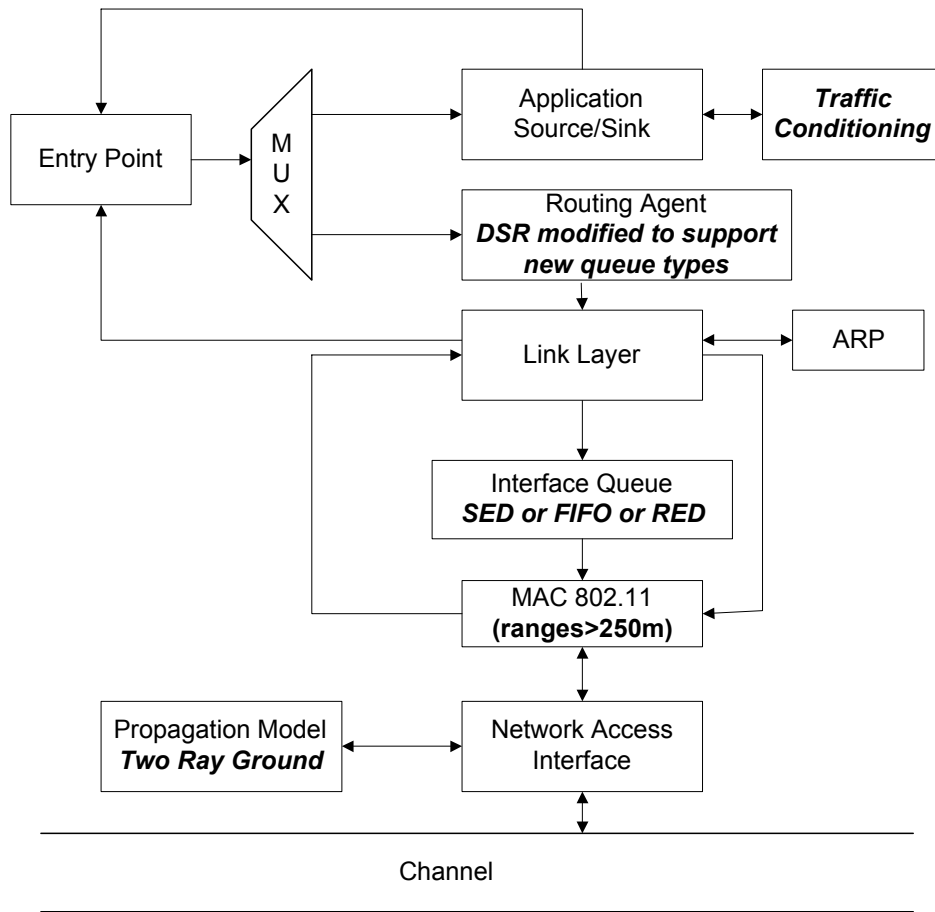 Application
Source/Sink
Traffic
Conditioning
Entry Point
M
U
X
Routing Agent
DSR modified to support
new queue types
Link Layer
ARP
Interface Queue
SED or FIFO or RED
MAC 802.11
(ranges>250m)
Propagation Model
Two Ray Ground
Network Access
Interface
Channel